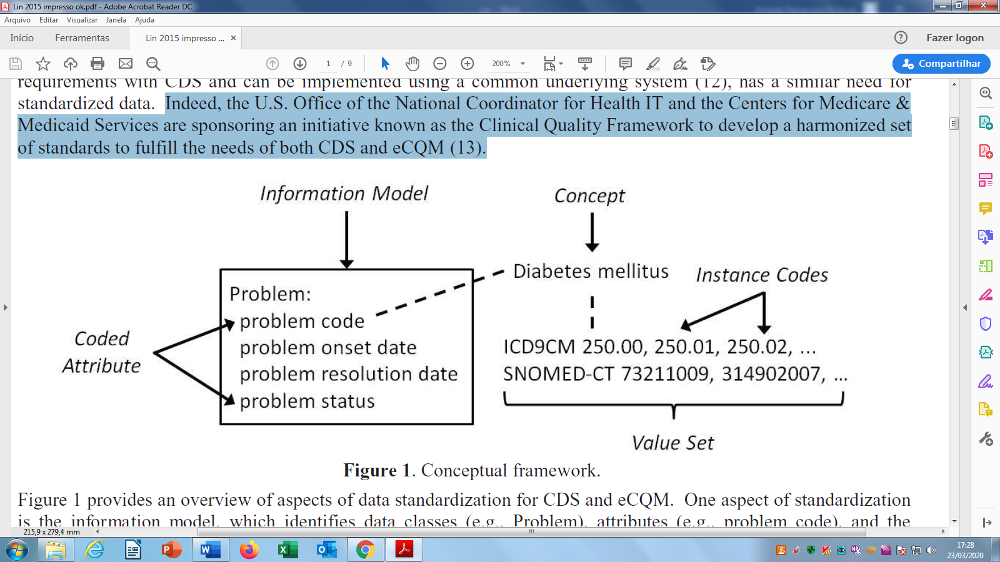 Lin 2015 impresso ok.pdf - Adobe Acrobat Reader DC
Arquivo Editar Visualizar Janela Ajuda
Início Ferramentas Lin 2015 impresso ... × Fazer logon
1 / 9 200% Compartilhar
requirements with CDS and can be implemented using a common underlying system (12), has a similar need for
standardized data. Indeed, the U.S. Office of the National Coordinator for Health IT and the Centers for Medicare &
Medicaid Services are sponsoring an initiative known as the Clinical Quality Framework to develop a harmonized set
of standards to fulfill the needs of both CDS and eCQM (13).
Information Model
Concept
Diabetes mellitus
Instance Codes
Problem:
problem code
problem onset date
problem resolution date
problem status
Coded
Attribute
ICD9CM 250.00, 250.01, 250.02, ...
SNOMED-CT 73211009, 314902007, ...
Value Set
Figure 1. Conceptual framework.
Figure 1 provides an overview of aspects of data standardization for CDS and eCQM. One aspect of standardization
is the information model, which identifies data classes (e.g., Problem), attributes (e.g., problem code), and the
215,9 x 279,4 mm
17:28
23/03/2020